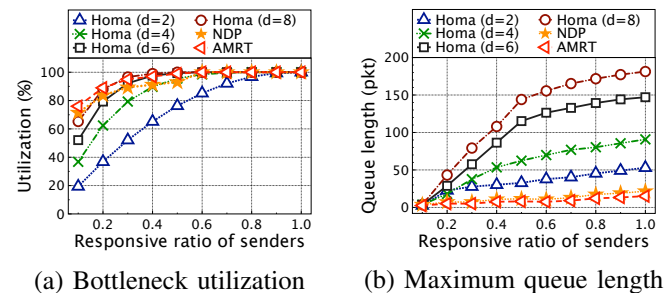 Homa (d=2) Homa (d=8)
Homa (d=4) NDP
Homa (d=6) AMRT
Utilization (%)
100
80
60
40
20
0
0.2 0.4 0.6 0.8 1.0
Responsive ratio of senders
(a) Bottleneck utilization
Homa (d=2) Homa (d=8)
Homa (d=4) NDP
Homa (d=6) AMRT
Queue length (pkt)
200
150
100
50
0
0.2 0.4 0.6 0.8 1.0
Responsive ratio of senders
(b) Maximum queue length